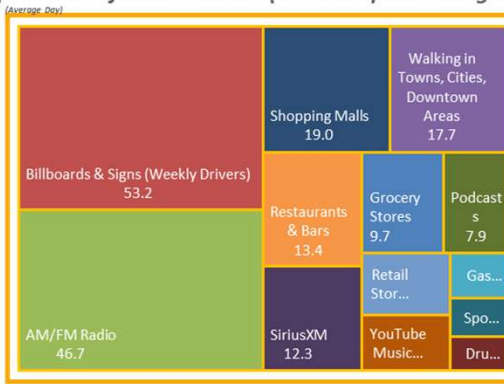 (Average Day)
Billboards & Signs (Weekly Drivers)
53.2
AM/FM Radio
46.7
Shopping Malls
19.0
Walking in
Towns, Cities,
Downtown
Areas
17.7
Restaurants
& Bars
13.4
SiriusXM
12.3
Grocery
Stores
9.7
Podcast
s
7.9
Retail
Stor...
YouTube
Music...
Gas...
Spo...
Dru...